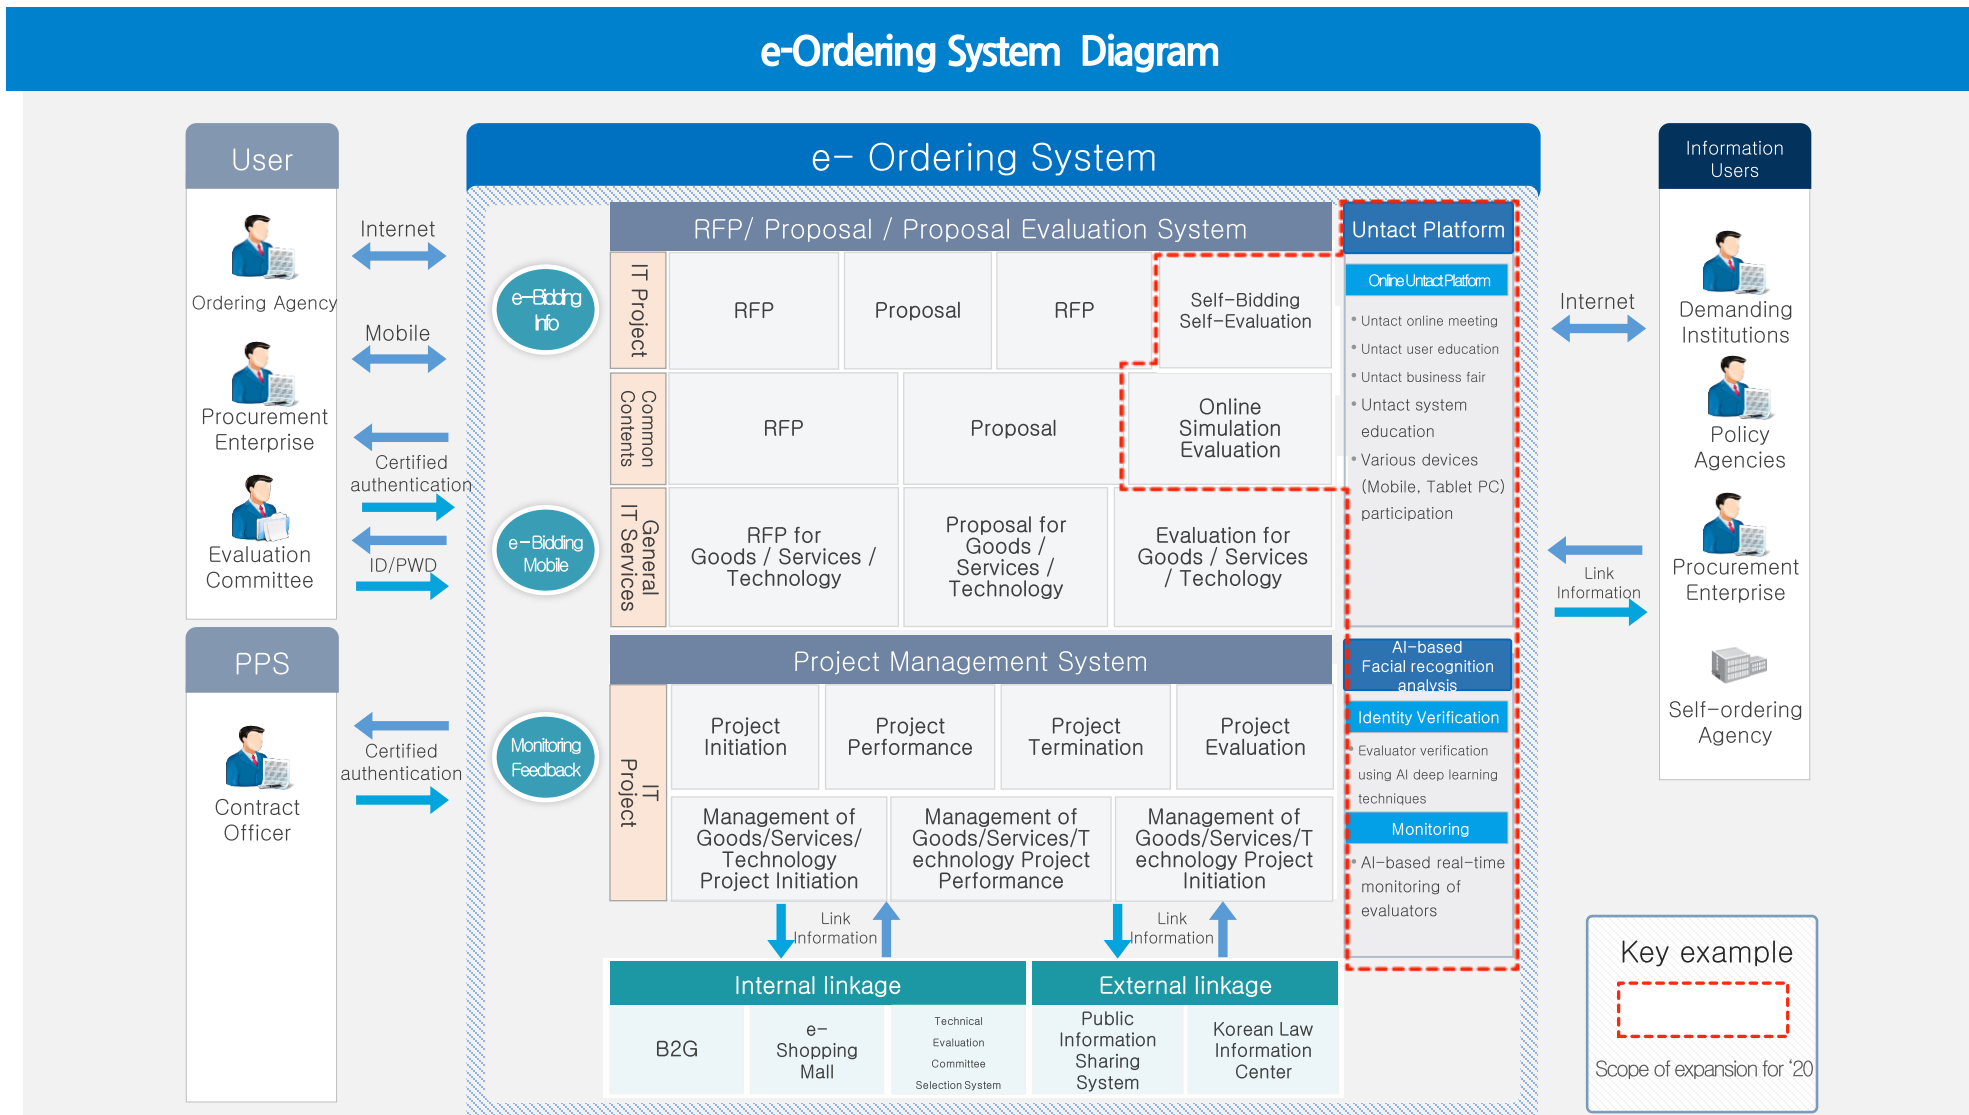 e-Ordering System Diagram
User
Ordering Agency
Procurement
Enterprise
Evaluation
Committee
PPS
Contract
Officer
Internet
Mobile
Certified
authentication
ID/PWD
Certified
authentication
e- Ordering System
e-Bidding
Info
e-Bidding
Mobile
Monitoring
Feedback
RFP/ Proposal / Proposal Evaluation System
IT Project
RFP
Proposal
RFP
Self-Bidding
Self-Evaluation
Common
Contents
RFP
Proposal
Online
Simulation
Evaluation
General
IT Services
RFP for
Goods / Services /
Technology
Proposal for
Goods /
Services /
Technology
Evaluation for
Goods / Services
/ Techology
Project Management System
IT
Project
Project
Initiation
Project
Performance
Project
Termination
Project
Evaluation
Management of
Goods/Services/
Technology
Project Initiation
Management of
Goods/Services/T
echnology Project
Performance
Management of
Goods/Services/T
echnology Project
Initiation
Link
Information
Link
Information
Internal linkage
B2G
e-
Shopping
Mall
Technical
Evaluation
Committee
Selection System
External linkage
Public
Information
Sharing
System
Korean Law
Information
Center
Untact Platform
Online Untact Platform
• Untact online meeting
• Untact user education
• Untact business fair
• Untact system
education
• Various devices
(Mobile, Tablet PC)
participation
AI-based
Facial recognition
analysis
Identity Verification
• Evaluator verification
using AI deep learning
techniques
Monitoring
• AI-based real-time
monitoring of
evaluators
Internet
Link
Information
Information
Users
Demanding
Institutions
Policy
Agencies
Procurement
Enterprise
Self-ordering
Agency
Key example
Scope of expansion for ‘20